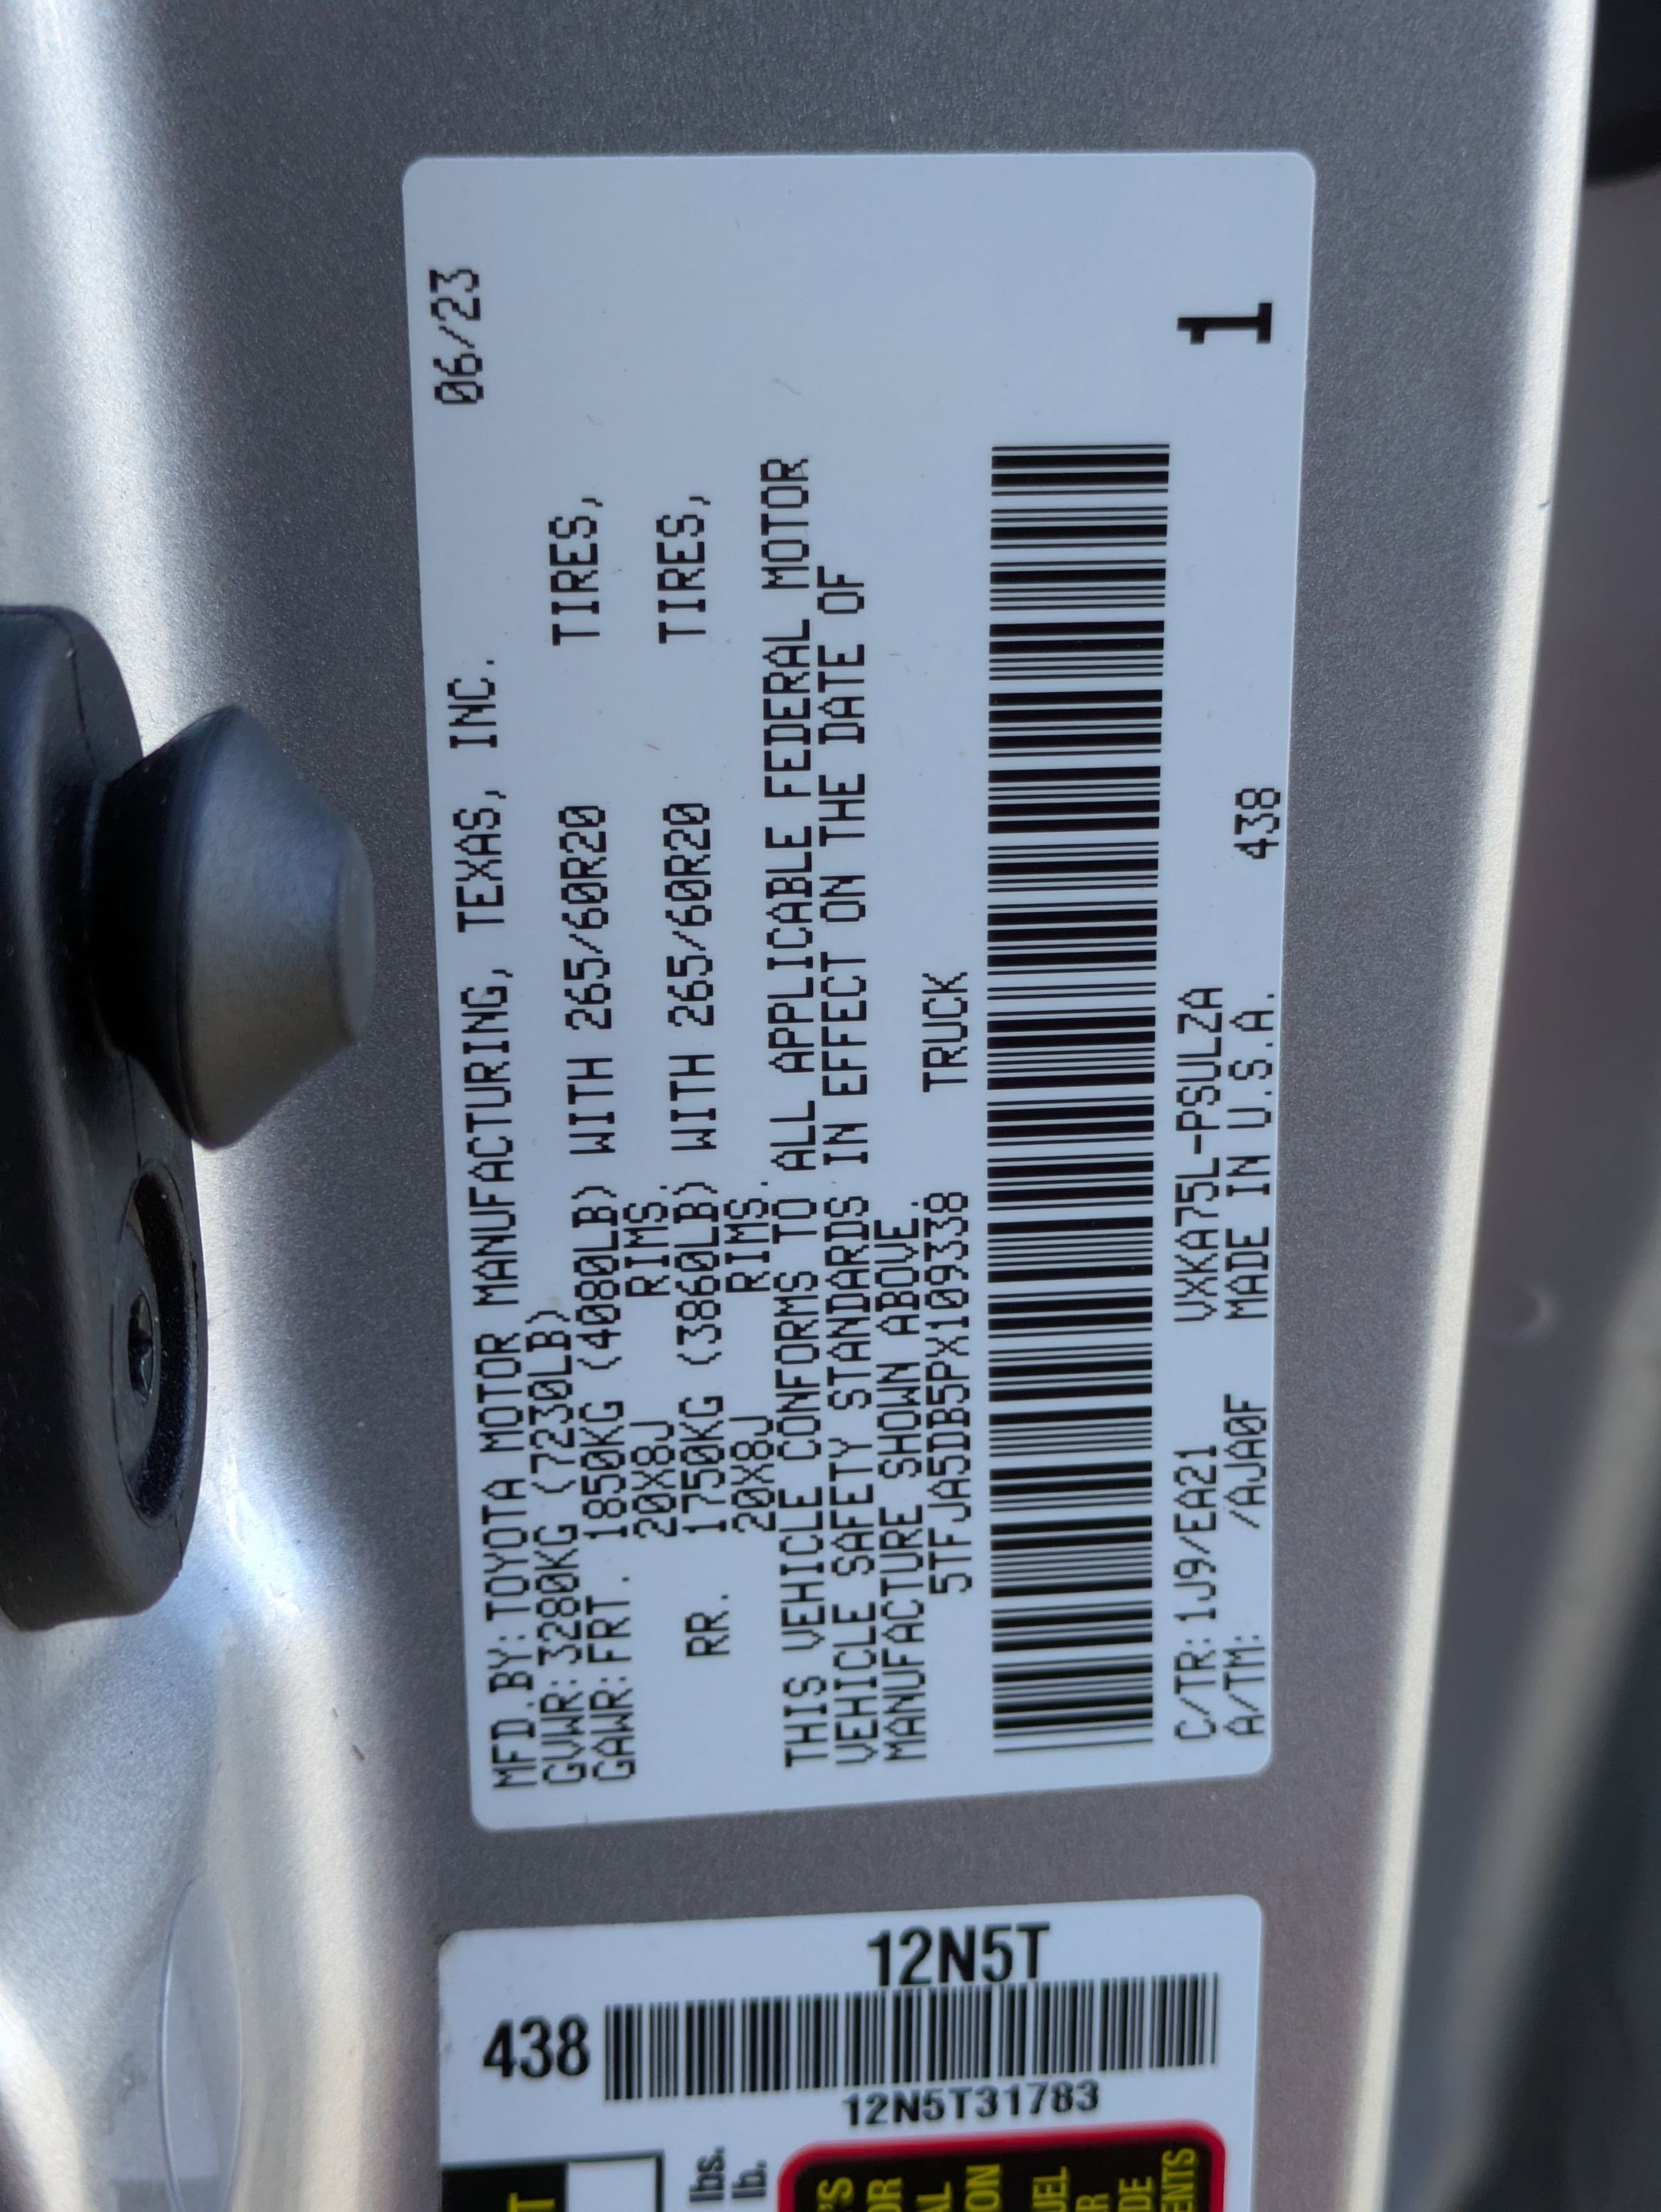 MFD.BY:TOYOTA MOTOR MANUFACTURING, TEXAS, INC. 06/23
GVWR:3280KG (7230LB)
GAWR:FRT. 1850KG (4080LB) WITH 265/60R20 TIRES,
20X8J RIMS.
RR. 1750KG (3860LB) WITH 265/60R20 TIRES,
20X8J RIMS.
THIS VEHICLE CONFORMS TO ALL APPLICABLE FEDERAL MOTOR
VEHICLE SAFETY STANDARDS IN EFFECT ON THE DATE OF
MANUFACTURE SHOWN ABOVE.
5TFJA5DB5PX109338 TRUCK
C/TR:1J9/EA21 VXKA75L-PSULZA 1
A/TM: /AJA0F MADE IN U.S.A. 438
12N5T
438
12N5T31783
lbs.
lb.